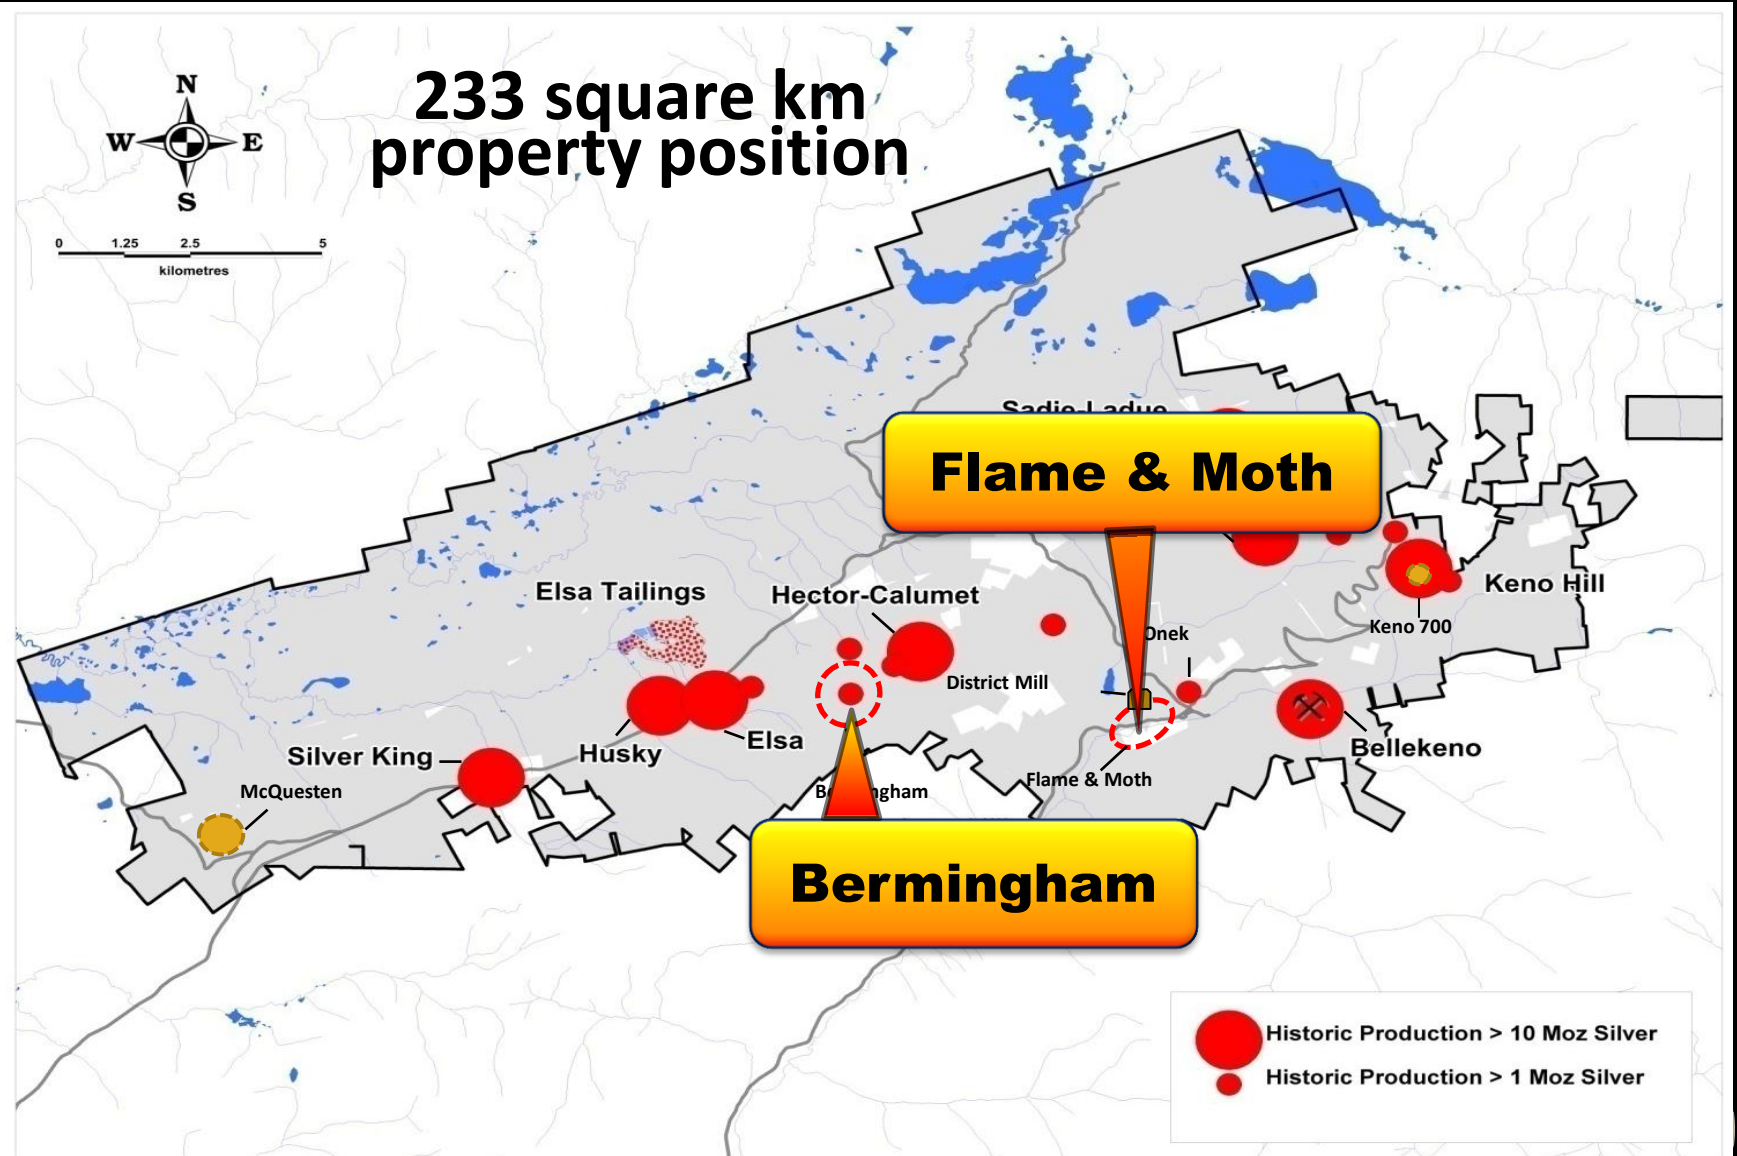 233 square km
property position
N
W
E
S
0 1.25 2.5 5
kilometres
Sadie-Ladue
Flame & Moth
Elsa Tailings
Hector-Calumet
Keno Hill
Keno 700
Onek
District Mill
Silver King
Husky
Elsa
Bellekeno
McQuesten
Flame & Moth
Bermingham
Historic Production > 10 Moz Silver
Historic Production > 1 Moz Silver